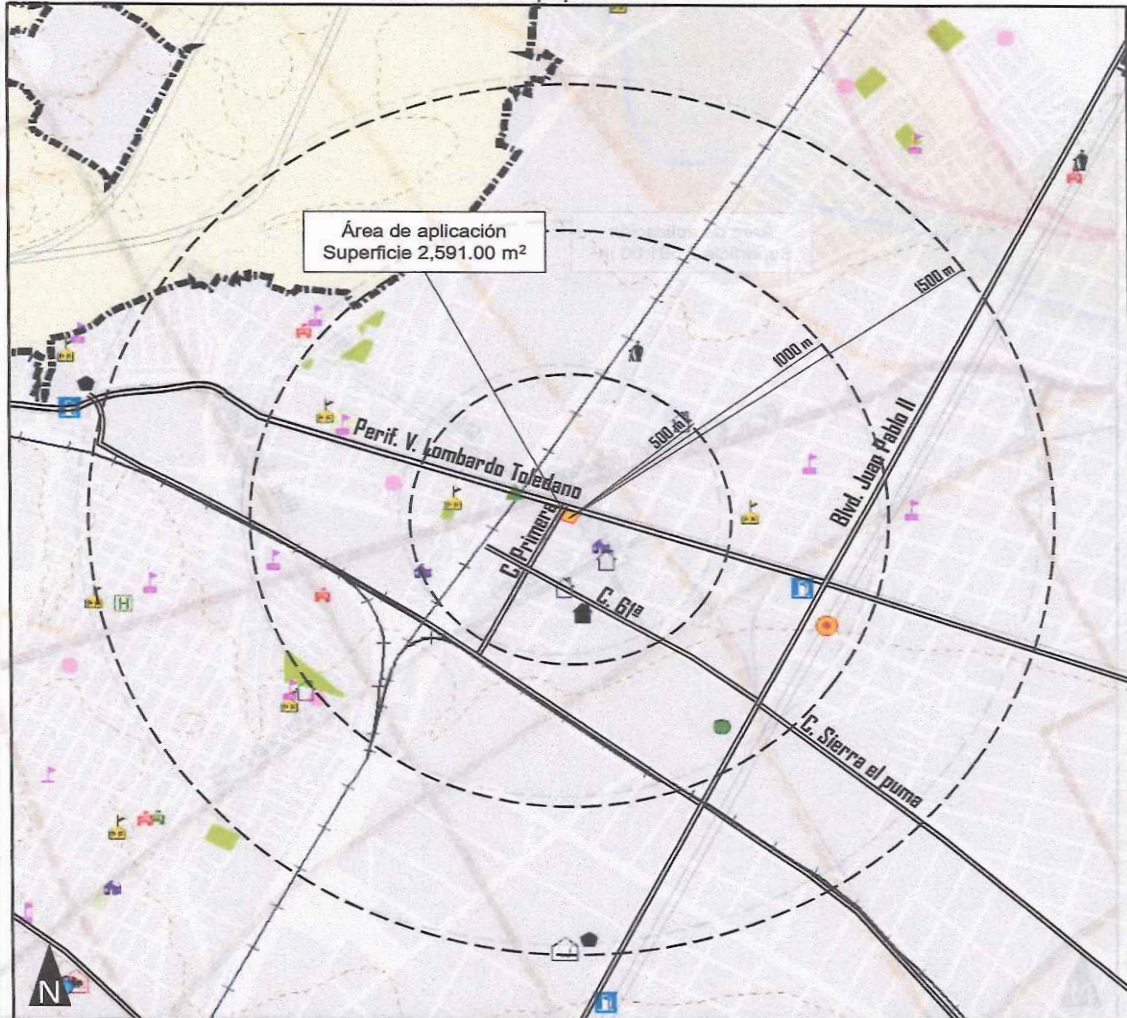 Área de aplicación
Superficie 2,591.00 m²
1500 m
1000 m
500 m
Blvd. Juan Pablo II
Perif. V. Lombardo Toledano
C. Primera
C. 61ª
C. Sierra el puma
H
N